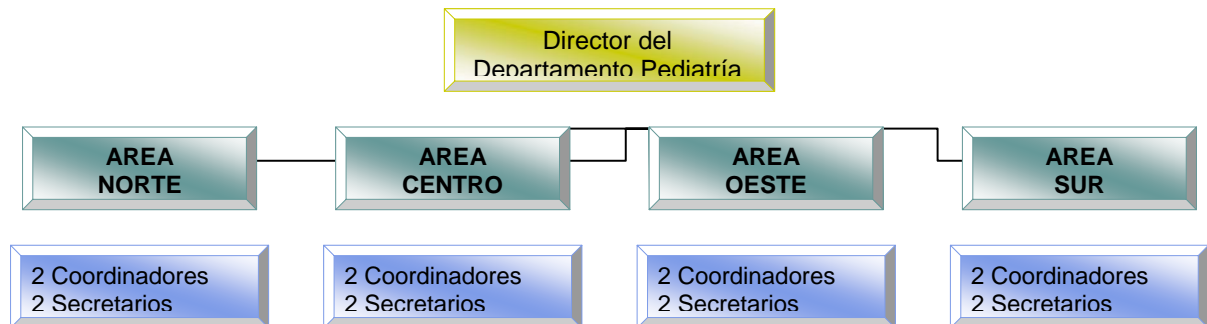 Director del
Departamento Pediatría
AREA
NORTE
AREA
CENTRO
AREA
OESTE
AREA
SUR
2 Coordinadores
2 Secretarios
2 Coordinadores
2 Secretarios
2 Coordinadores
2 Secretarios
2 Coordinadores
2 Secretarios